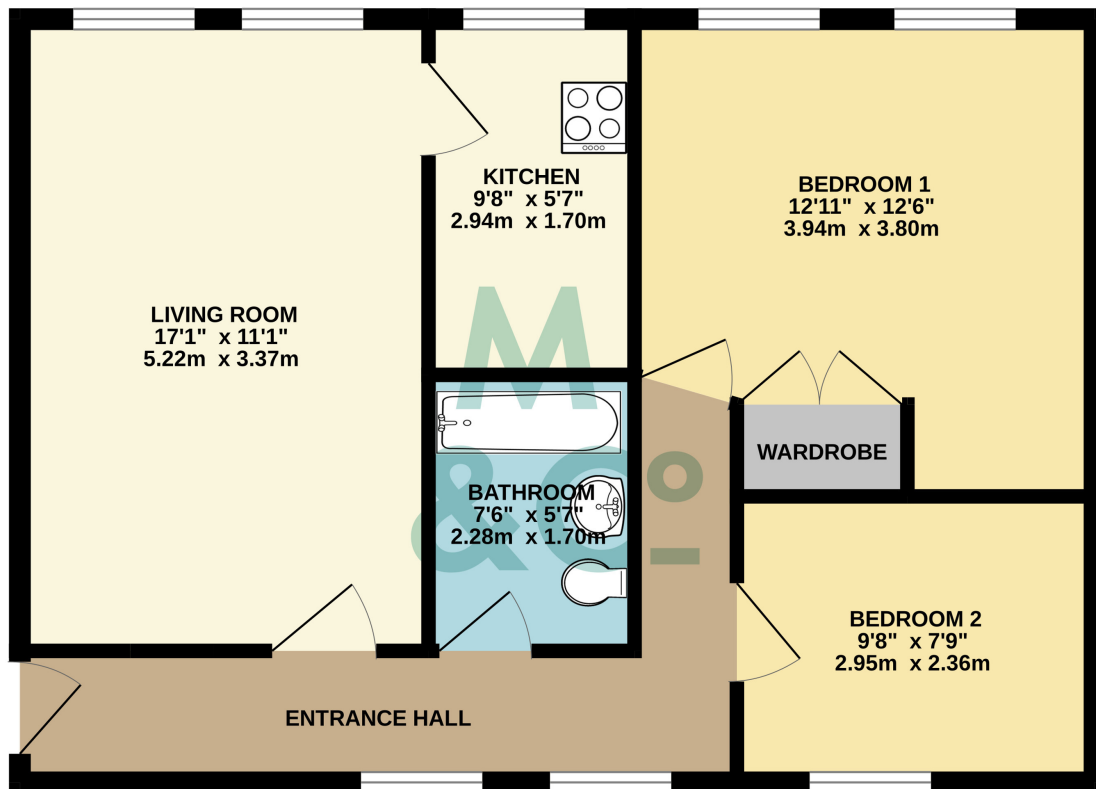 KITCHEN
9'8" x 5'7"
2.94m x 1.70m
BEDROOM 1
12'11" x 12'6"
3.94m x 3.80m
LIVING ROOM
17'1" x 11'1"
5.22m x 3.37m
M
&Co
WARDROBE
BATHROOM
7'6" x 5'7"
2.28m x 1.70m
BEDROOM 2
9'8" x 7'9"
2.95m x 2.36m
ENTRANCE HALL